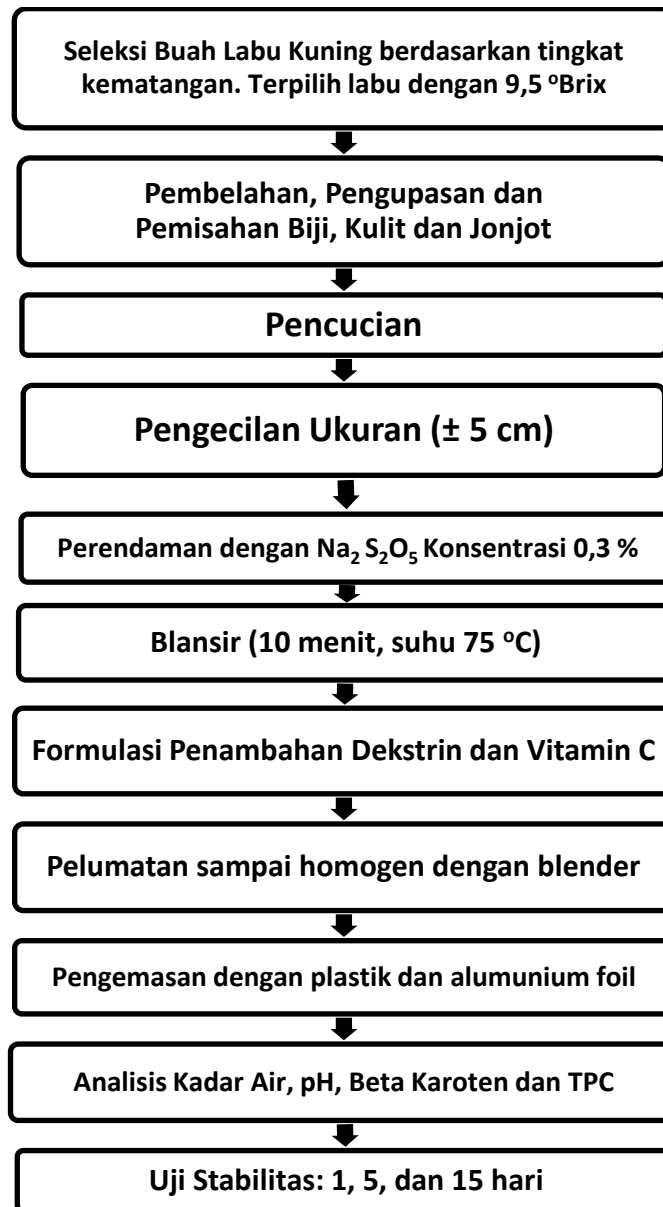 Seleksi Buah Labu Kuning berdasarkan tingkat
kematangan. Terpilih labu dengan 9,5 °Brix
Pembelahan, Pengupasan dan
Pemisahan Biji, Kulit dan Jonjot
Pencucian
Pengecilan Ukuran (± 5 cm)
Perendaman dengan Na₂ S₂O₅ Konsentrasi 0,3 %
Blansir (10 menit, suhu 75 °C)
Formulasi Penambahan Dekstrin dan Vitamin C
Pelumatan sampai homogen dengan blender
Pengemasan dengan plastik dan alumunium foil
Analisis Kadar Air, pH, Beta Karoten dan TPC
Uji Stabilitas: 1, 5, dan 15 hari